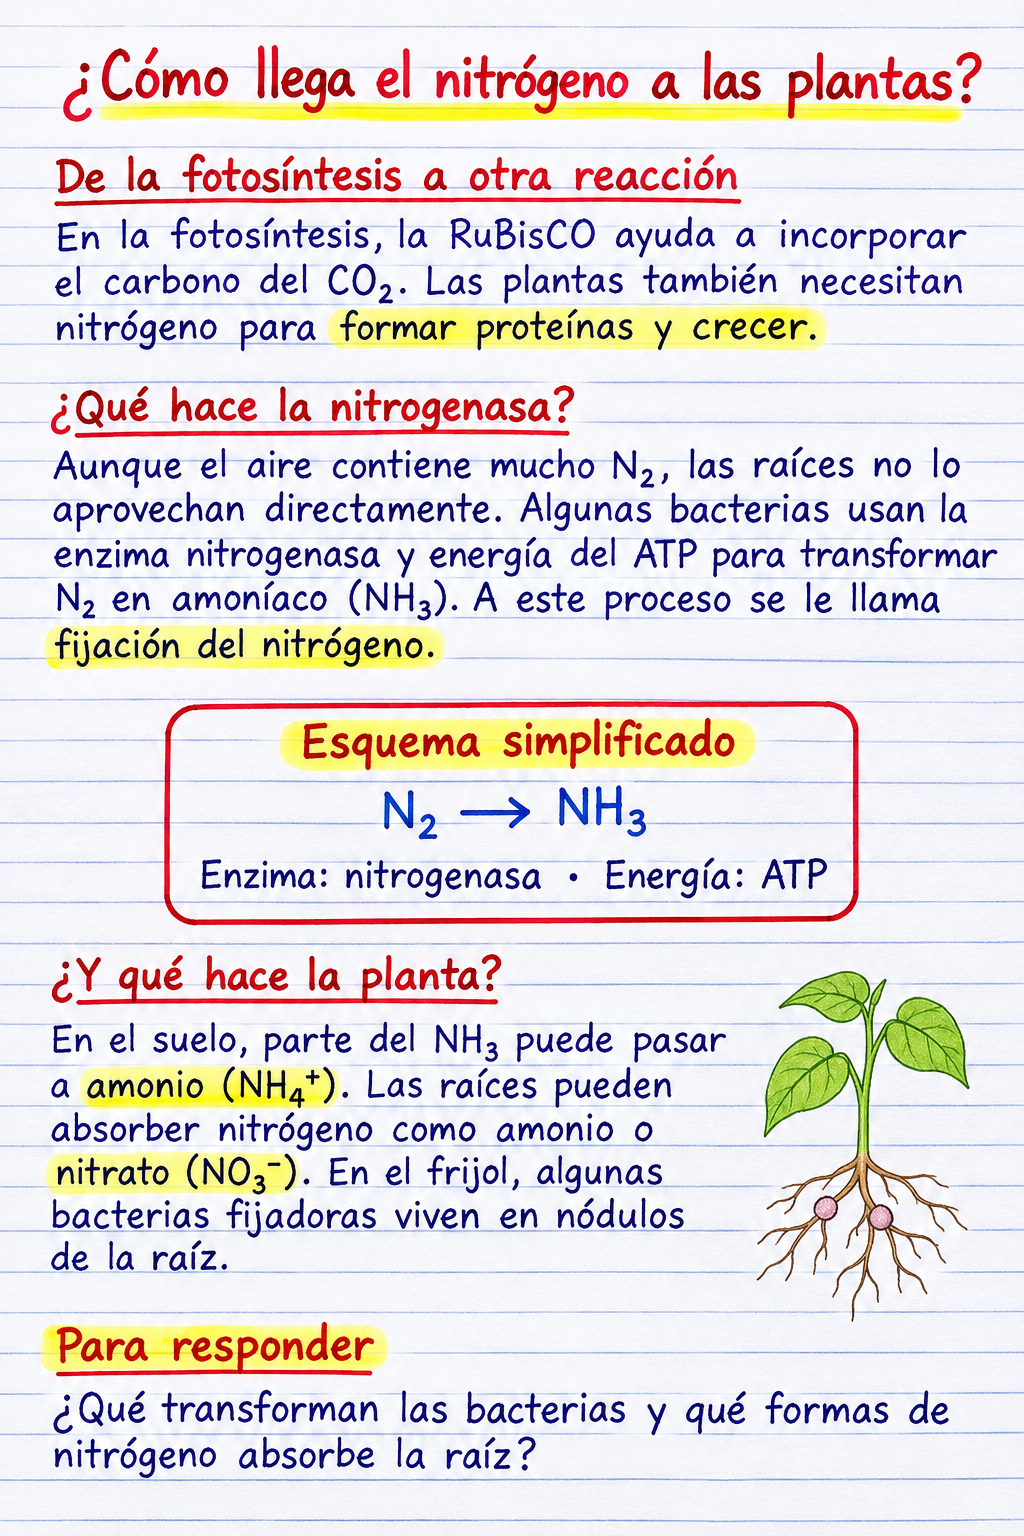 ¿Cómo llega el nitrógeno a las plantas?
De la fotosíntesis a otra reacción
En la fotosíntesis, la RuBisCO ayuda a incorporar
el carbono del CO₂. Las plantas también necesitan
nitrógeno para formar proteínas y crecer.
¿Qué hace la nitrogenasa?
Aunque el aire contiene mucho N₂, las raíces no lo
aprovechan directamente. Algunas bacterias usan la
enzima nitrogenasa y energía del ATP para transformar
N₂ en amoníaco (NH₃). A este proceso se le llama
fijación del nitrógeno.
Esquema simplificado
N₂ → NH₃
Enzima: nitrogenasa • Energía: ATP
¿Y qué hace la planta?
En el suelo, parte del NH₃ puede pasar
a amonio (NH₄⁺). Las raíces pueden
absorber nitrógeno como amonio o
nitrato (NO₃⁻). En el frijol, algunas
bacterias fijadoras viven en nódulos
de la raíz.
Para responder
¿Qué transforman las bacterias y qué formas de
nitrógeno absorbe la raíz?